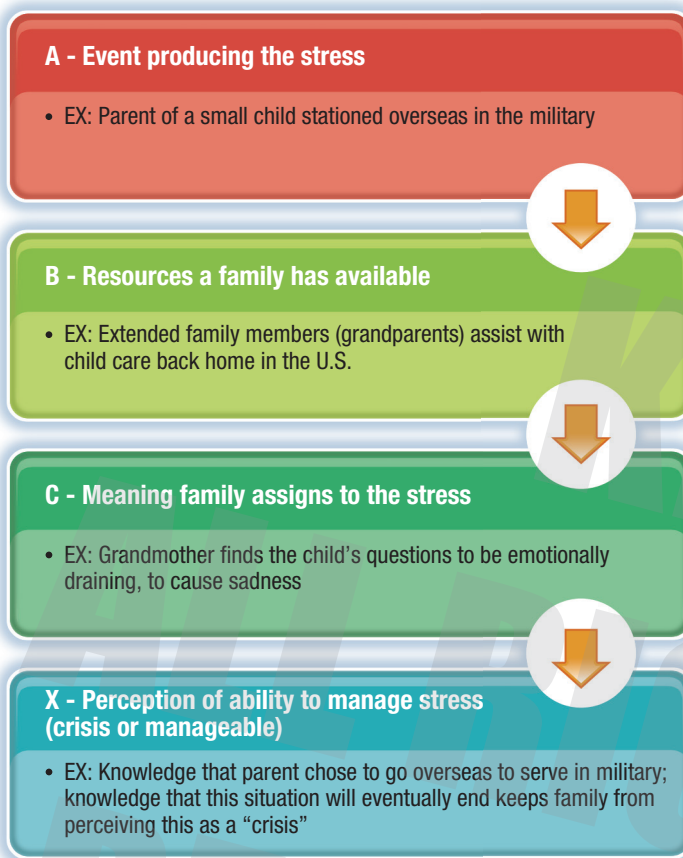 A - Event producing the stress
• EX: Parent of a small child stationed overseas in the military
B - Resources a family has available
• EX: Extended family members (grandparents) assist with
child care back home in the U.S.
C - Meaning family assigns to the stress
• EX: Grandmother finds the child’s questions to be emotionally
draining, to cause sadness
X - Perception of ability to manage stress
(crisis or manageable)
• EX: Knowledge that parent chose to go overseas to serve in military;
knowledge that this situation will eventually end keeps family from
perceiving this as a “crisis”